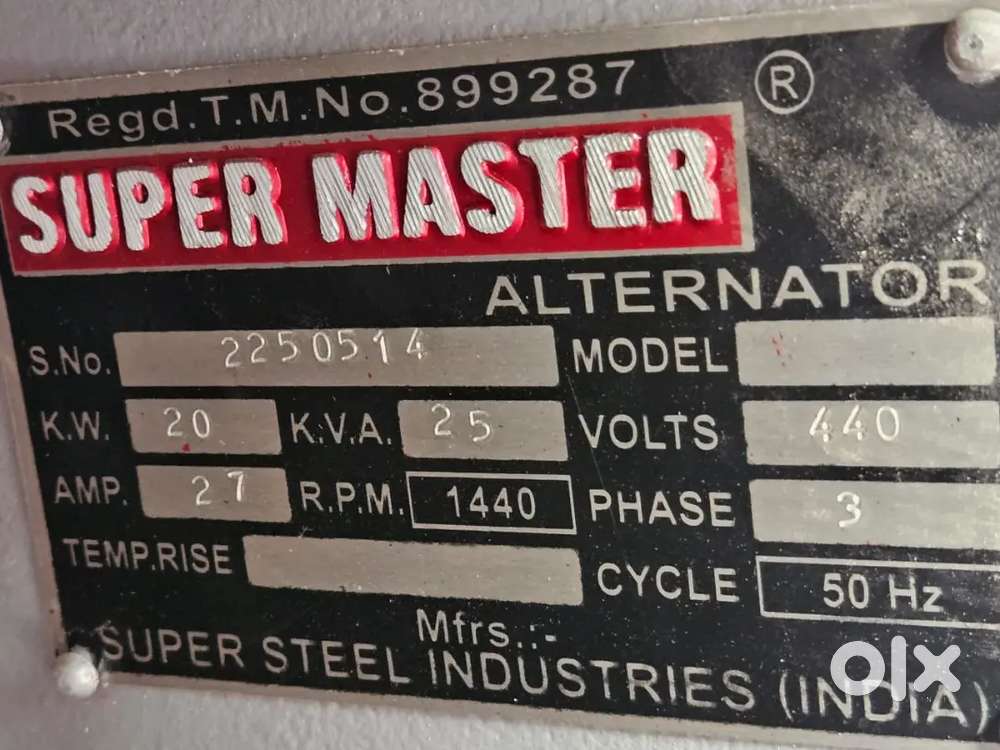 Regd.T.M.No.899287 ®
SUPER MASTER
ALTERNATOR
S.No. 2250514 MODEL
K.W. 20 K.V.A. 25 VOLTS 440
AMP. 27 R.P.M. 1440 PHASE 3
TEMP.RISE CYCLE 50 Hz
Mfrs.:-
SUPER STEEL INDUSTRIES (INDIA)
olx